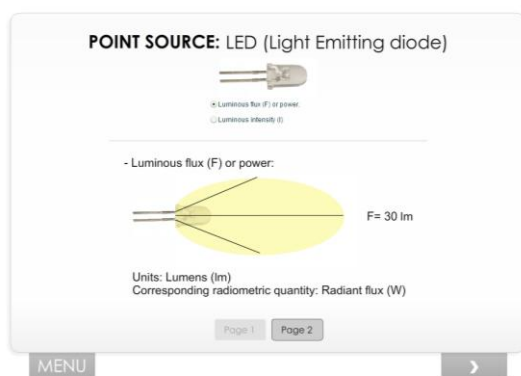 POINT SOURCE: LED (Light Emitting diode)
Luminous flux (F) or power.
Luminous intensity (I)
- Luminous flux (F) or power:
F= 30 lm
Units: Lumens (lm)
Corresponding radiometric quantity: Radiant flux (W)
Page 1 Page 2
MENU